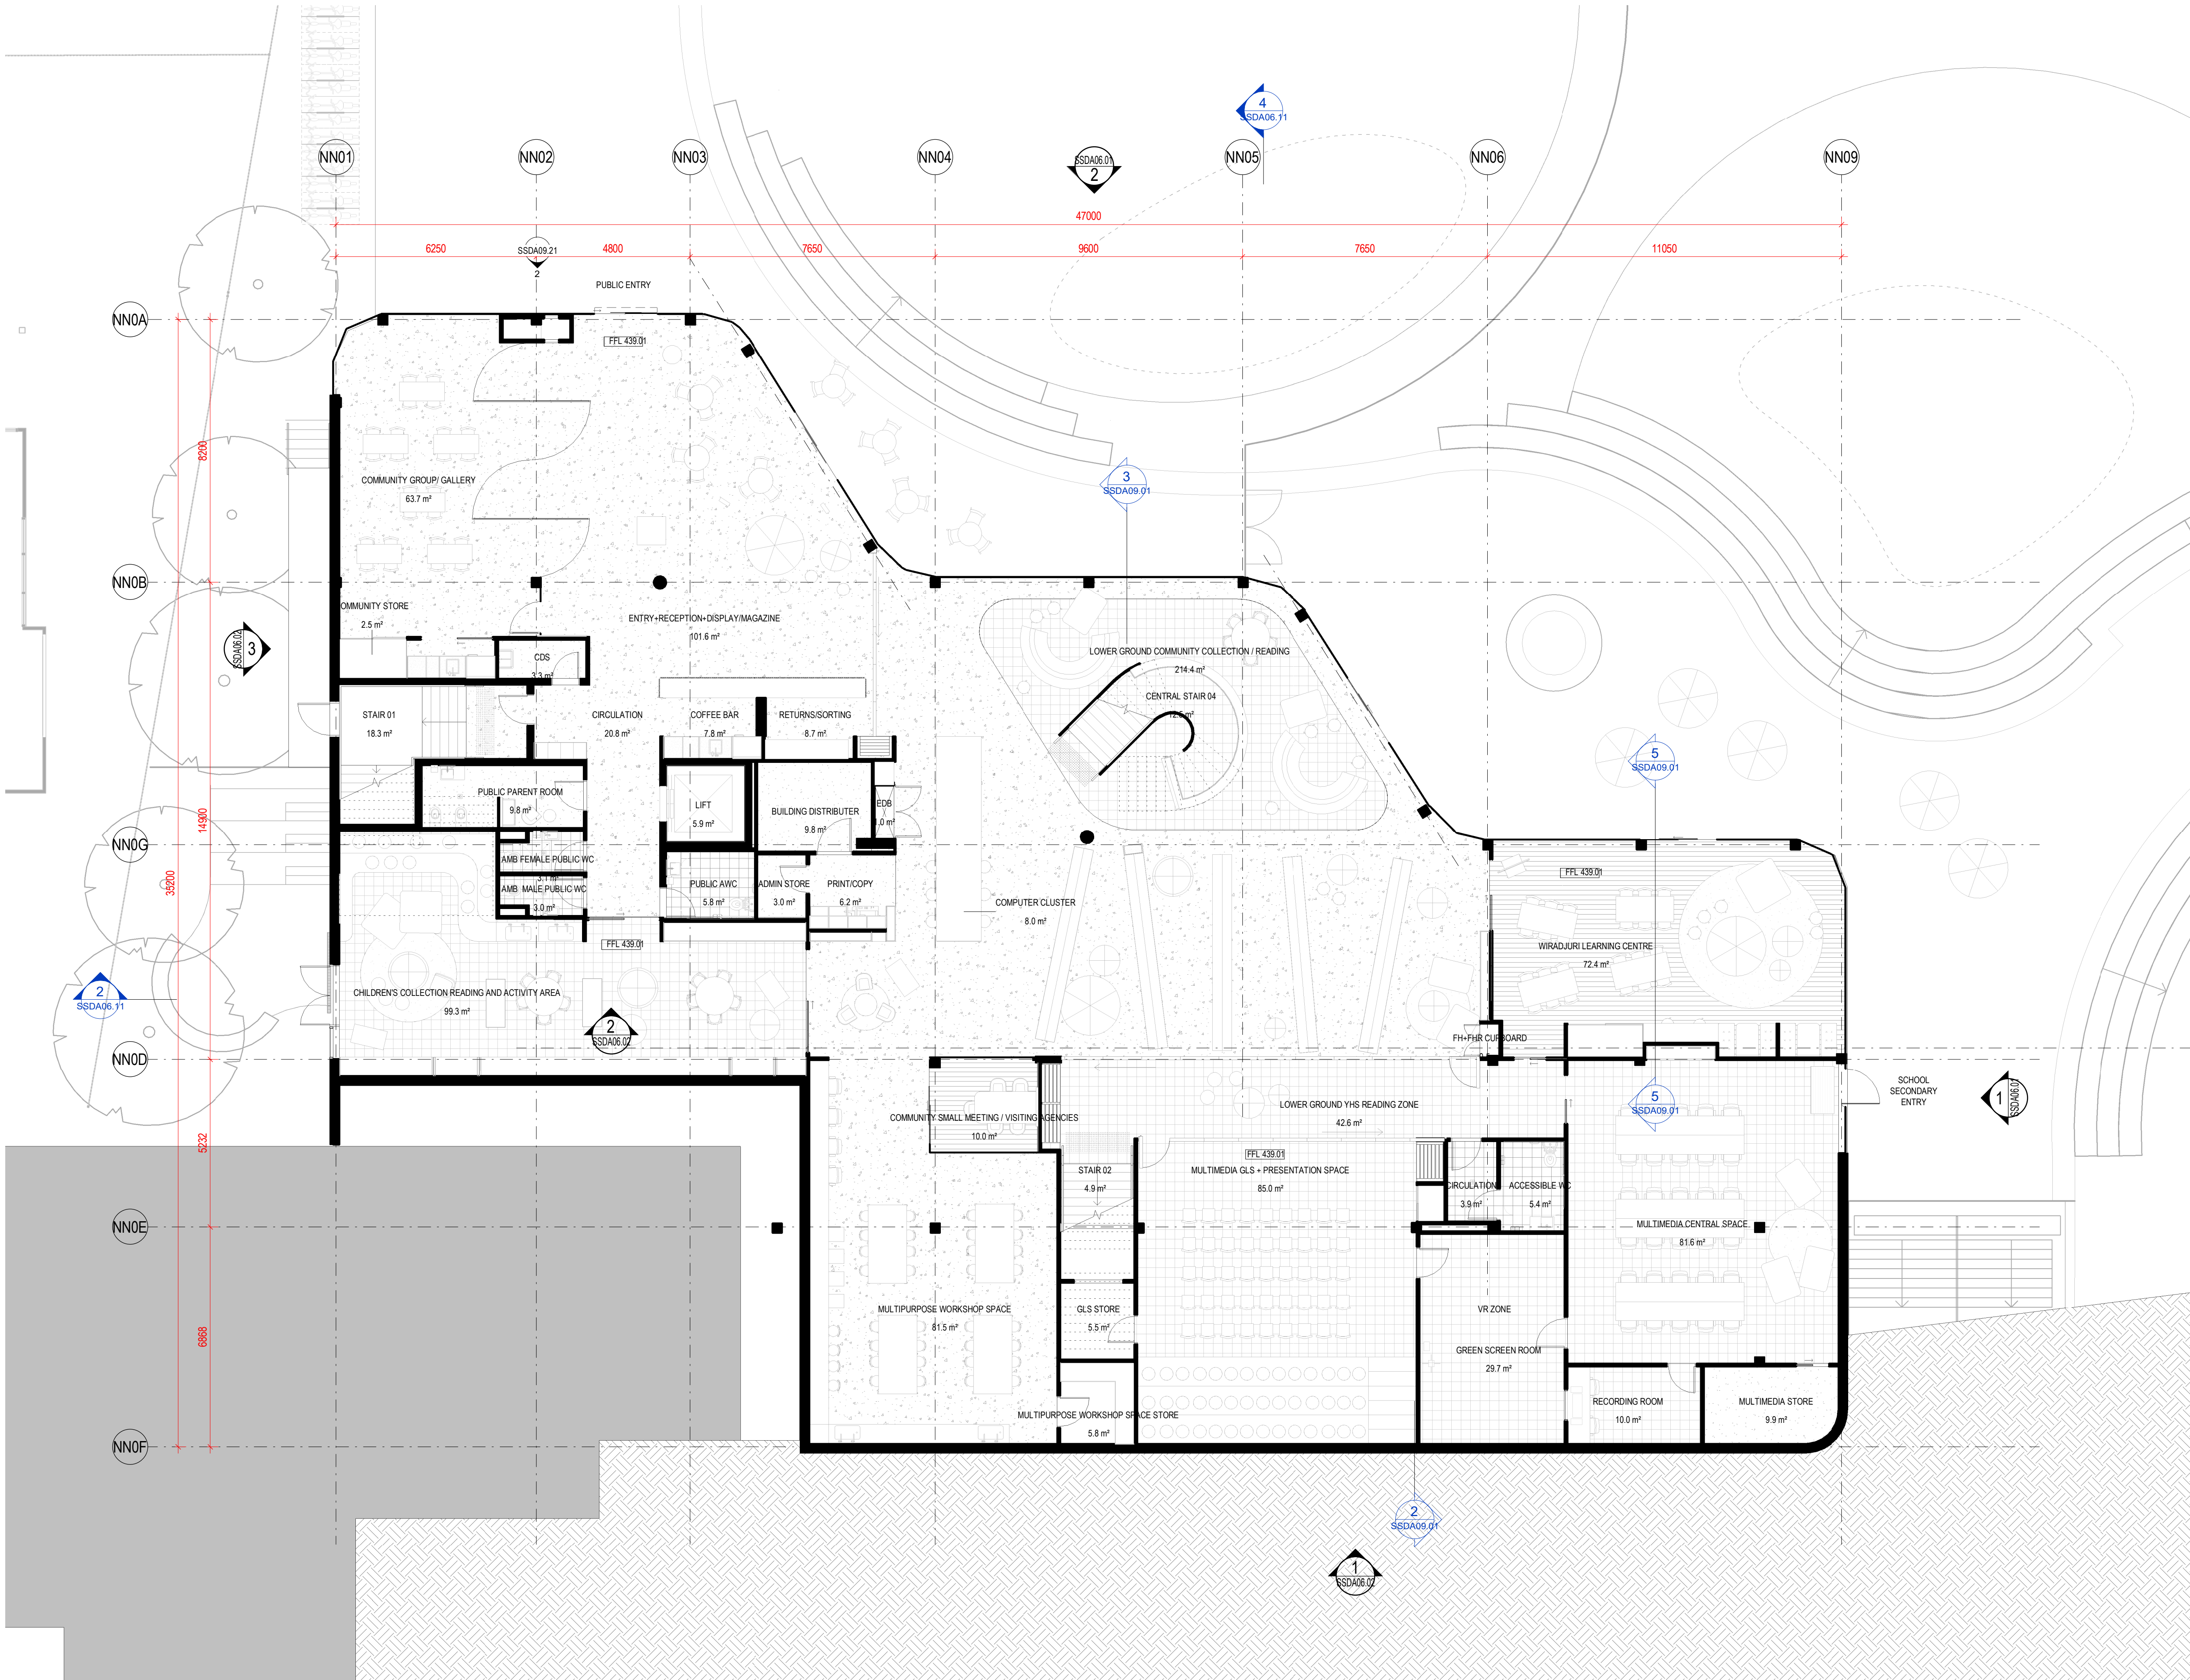 4
SSDA06.11
NN01
NN02
NN03
NN04
NN05
NN06
NN09
SSDA06.01
2
47000
6250
4800
7650
9600
7650
11050
SSDA09.21
2
PUBLIC ENTRY
NN0A
FFL 439.01
8200
COMMUNITY GROUP/ GALLERY
63.7 m²
3
SSDA09.01
NN0B
OMMUNITY STORE
2.5 m²
ENTRY+RECEPTION+DISPLAY/MAGAZINE
101.6 m²
SSDA06.02
3
CDS
3.3 m²
LOWER GROUND COMMUNITY COLLECTION / READING
214.4 m²
CENTRAL STAIR 04
STAIR 01
18.3 m²
CIRCULATION
20.8 m²
COFFEE BAR
7.8 m²
RETURNS/SORTING
8.7 m²
5
SSDA09.01
PUBLIC PARENT ROOM
9.8 m²
LIFT
5.9 m²
BUILDING DISTRIBUTER
9.8 m²
EDB
1.0 m²
14900
NN0G
35200
AMB FEMALE PUBLIC WC
3.1 m²
AMB MALE PUBLIC WC
3.0 m²
PUBLIC AWC
5.8 m²
ADMIN STORE
3.0 m²
PRINT/COPY
6.2 m²
COMPUTER CLUSTER
8.0 m²
FFL 439.01
FFL 439.01
WIRADJURI LEARNING CENTRE
72.4 m²
2
SSDA06.11
CHILDREN'S COLLECTION READING AND ACTIVITY AREA
99.3 m²
2
SSDA06.02
FH+FHR CUPBOARD
NN0D
SCHOOL
SECONDARY
ENTRY
1
SSDA06.01
5
SSDA09.01
COMMUNITY SMALL MEETING / VISITING AGENCIES
10.0 m²
LOWER GROUND YHS READING ZONE
42.6 m²
5232
FFL 439.01
STAIR 02
4.9 m²
MULTIMEDIA GLS + PRESENTATION SPACE
85.0 m²
CIRCULATION
3.9 m²
ACCESSIBLE WC
5.4 m²
NN0E
MULTIMEDIA CENTRAL SPACE
81.6 m²
MULTIPURPOSE WORKSHOP SPACE
81.5 m²
GLS STORE
5.5 m²
VR ZONE
6868
GREEN SCREEN ROOM
29.7 m²
RECORDING ROOM
10.0 m²
MULTIMEDIA STORE
9.9 m²
MULTIPURPOSE WORKSHOP SPACE STORE
5.8 m²
NN0F
2
SSDA09.01
1
SSDA06.02